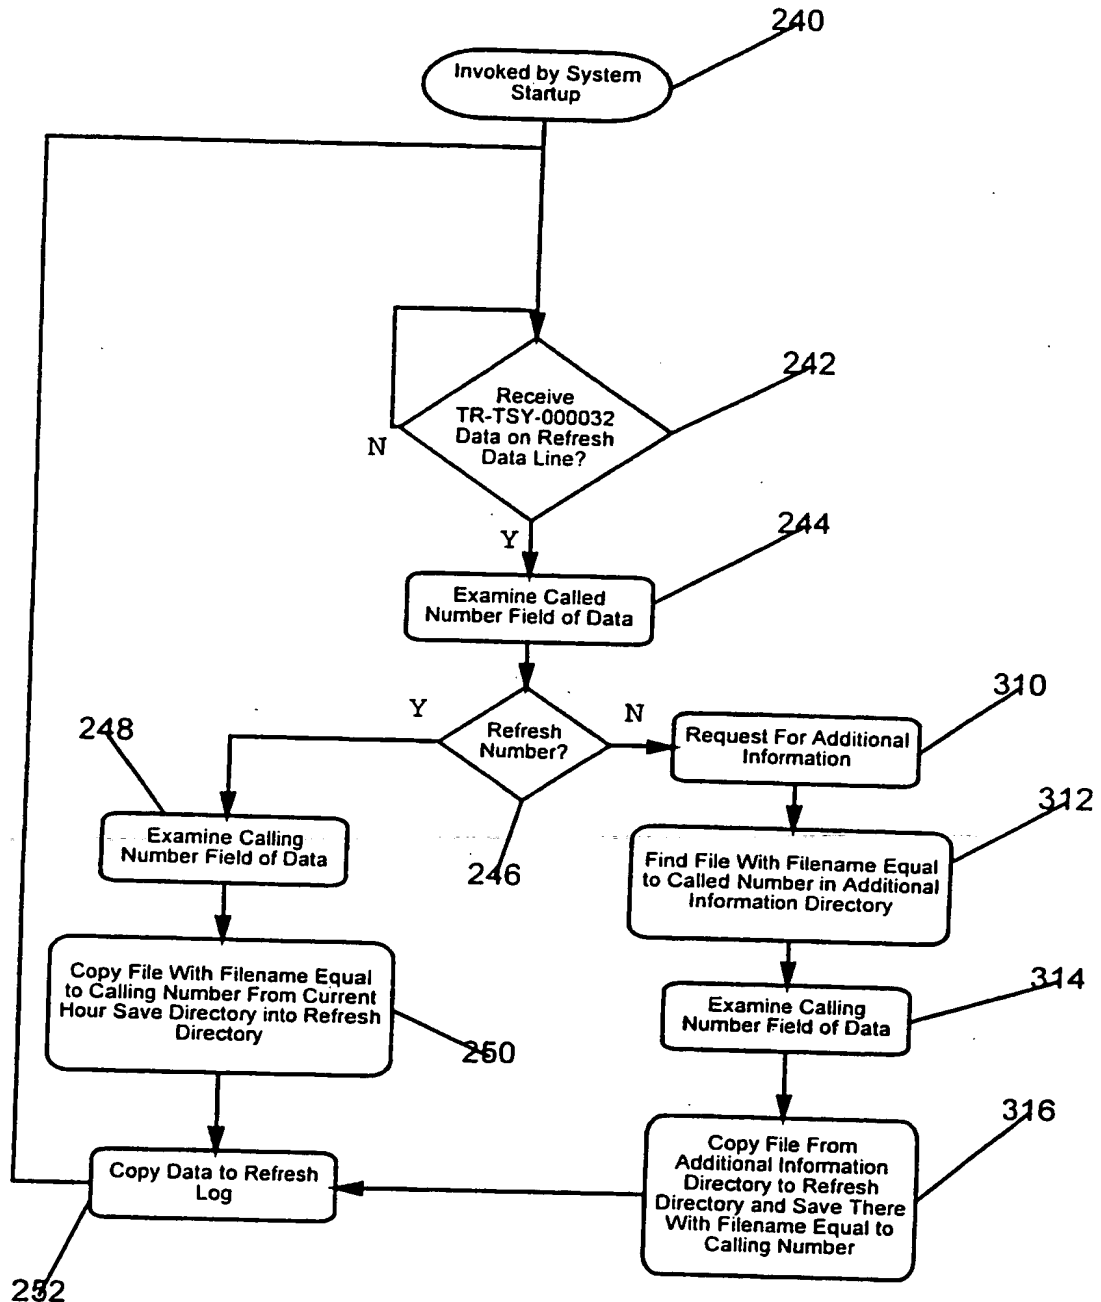 240
Invoked by System
Startup
242
Receive
TR-TSY-000032
Data on Refresh
Data Line?
N
244
Y
Examine Called
Number Field of Data
310
248
Y
Refresh
Number?
N
Request For Additional
Information
312
Examine Calling
Number Field of Data
246
Find File With Filename Equal
to Called Number in Additional
Information Directory
314
Copy File With Filename Equal
to Calling Number From Current
Hour Save Directory into Refresh
Directory
250
Examine Calling
Number Field of Data
316
Copy Data to Refresh
Log
Copy File From
Additional Information
Directory to Refresh
Directory and Save There
With Filename Equal to
Calling Number
252